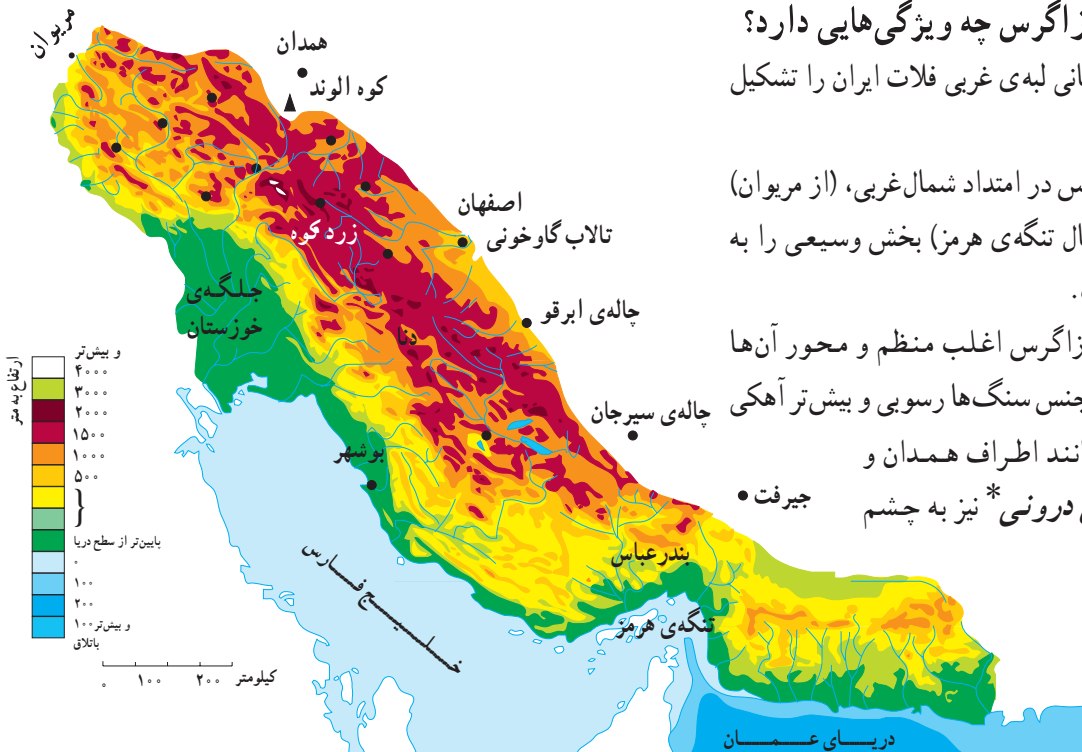 زاگرس چه ویژگی‌هایی دارد؟
انی لبه‌ی غربی فلات ایران را تشکیل
س در امتداد شمال‌غربی، (از مریوان)
ال تنگه‌ی هرمز) بخش وسیعی را به
.
زاگرس اغلب منظم و محور آن‌ها
جنس سنگ‌ها رسوبی و بیش‌تر آهکی
انند اطراف همدان و
درونی* نیز به چشم
مریوان
همدان
کوه الوند
اصفهان
تالاب گاوخونی
زرد کوه
جلگه‌ی
خوزستان
چاله‌ی ابرقو
دنا
چاله‌ی سیرجان
بوشهر
جیرفت
بندرعباس
تنگه‌ی هرمز
خلیج فارس
دریای عمان
ارتفاع به متر
و بیش‌تر
۴۰۰۰
۳۰۰۰
۲۰۰۰
۱۵۰۰
۱۰۰۰
۵۰۰
}
پایین‌تر از سطح دریا
۰
۱۰۰
۲۰۰
و بیش‌تر ۱۰۰
باتلاق
۰ ۱۰۰ ۲۰۰ کیلومتر